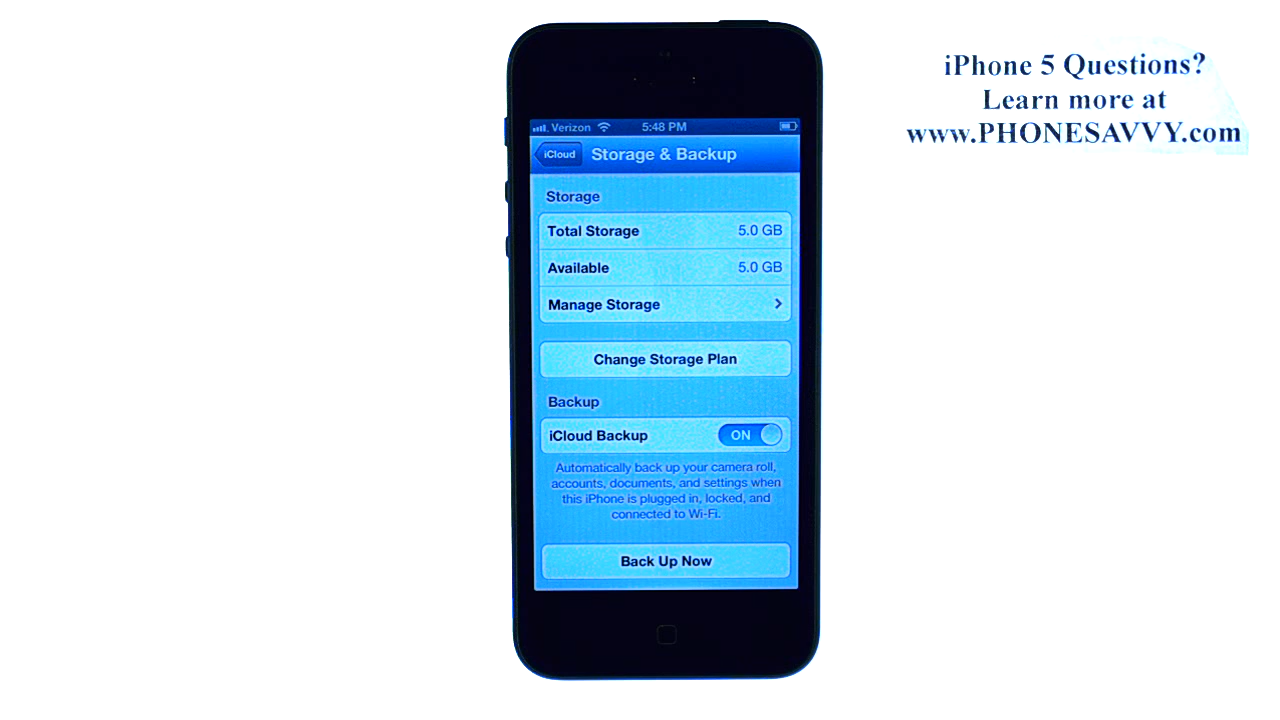 iPhone 5 Questions?
Learn more at
www.PHONESAVVY.com
Verizon 5:48 PM
iCloud Storage & Backup
Storage
Total Storage 5.0 GB
Available 5.0 GB
Manage Storage
Change Storage Plan
Backup
iCloud Backup ON
Automatically back up your camera roll,
accounts, documents, and settings when
this iPhone is plugged in, locked, and
connected to Wi-Fi.
Back Up Now